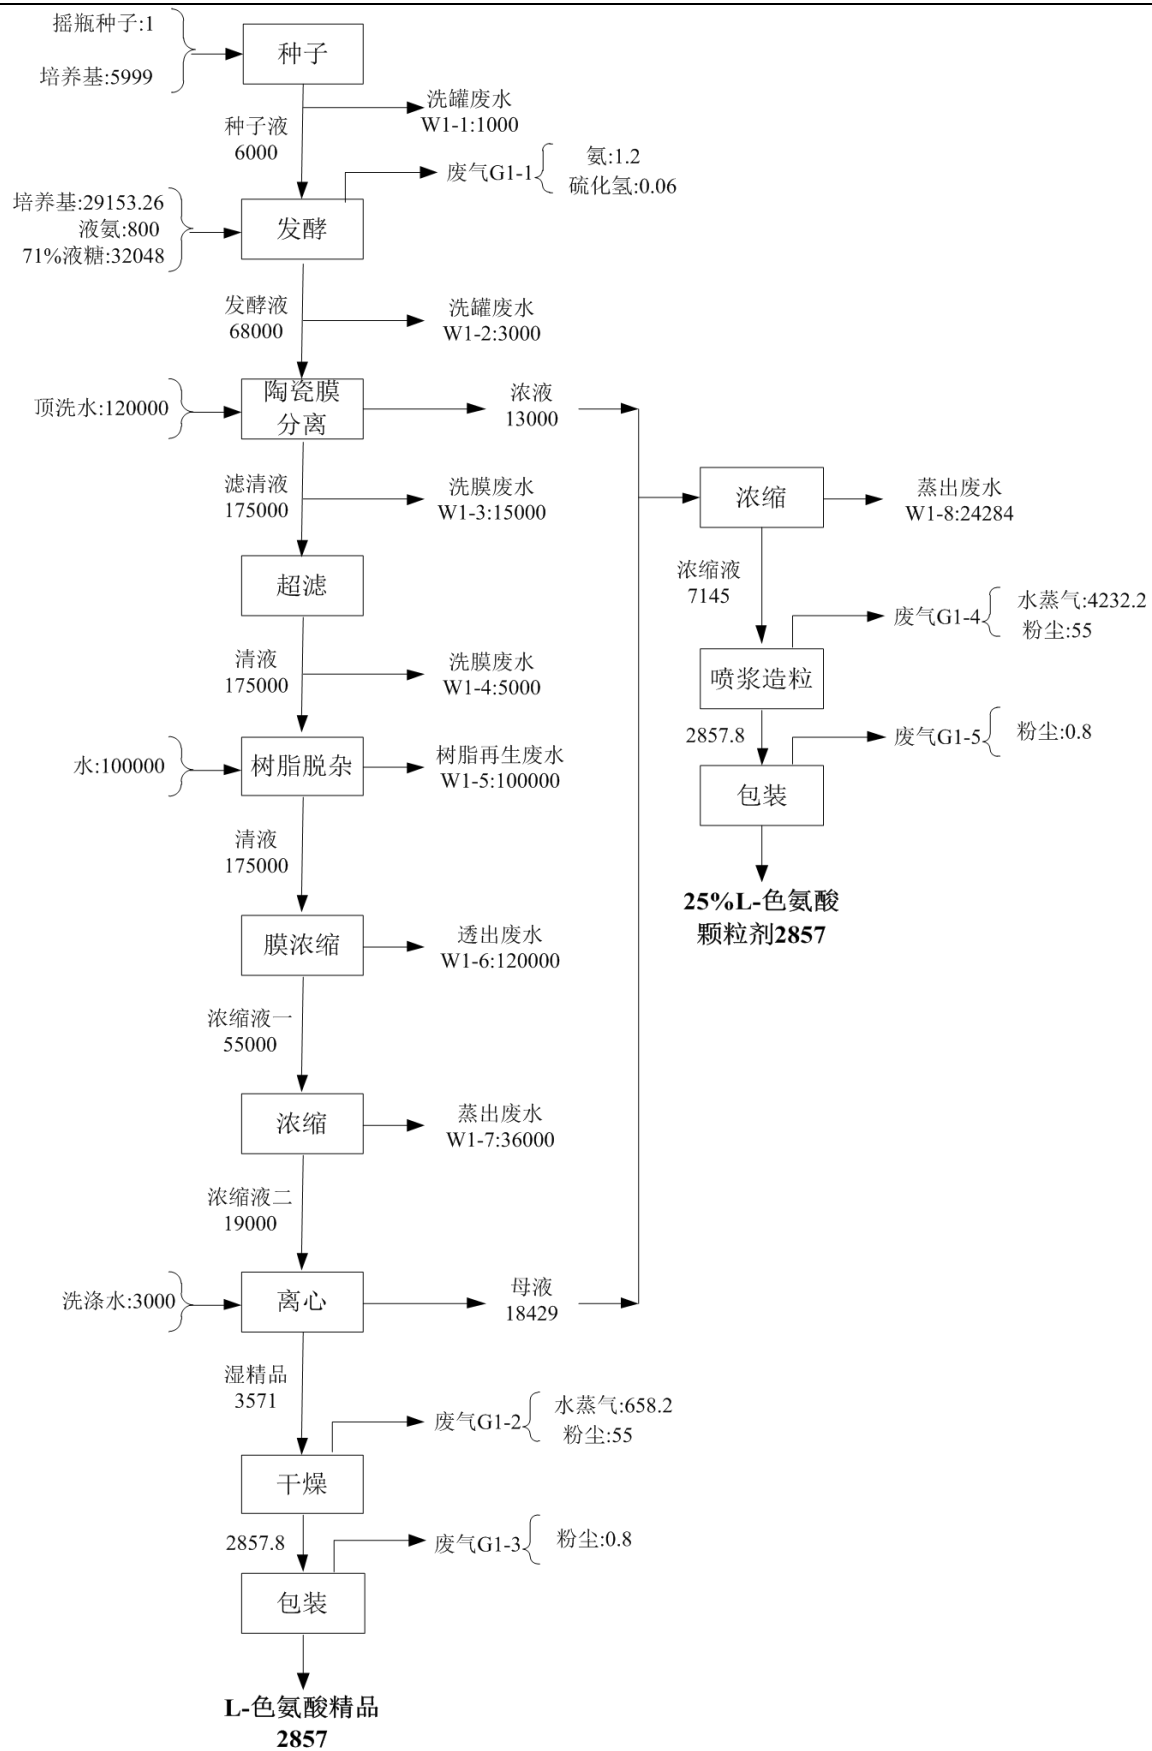 摇瓶种子:1
培养基:5999
种子
洗罐废水
W1-1:1000
种子液
6000
废气G1-1
氨:1.2
硫化氢:0.06
培养基:29153.26
液氨:800
71%液糖:32048
发酵
发酵液
68000
洗罐废水
W1-2:3000
顶洗水:120000
陶瓷膜
分离
浓液
13000
滤清液
175000
洗膜废水
W1-3:15000
浓缩
蒸出废水
W1-8:24284
超滤
浓缩液
7145
废气G1-4
水蒸气:4232.2
粉尘:55
清液
175000
洗膜废水
W1-4:5000
喷浆造粒
2857.8
废气G1-5
粉尘:0.8
水:100000
树脂脱杂
树脂再生废水
W1-5:100000
包装
清液
175000
25%L-色氨酸
颗粒剂2857
膜浓缩
透出废水
W1-6:120000
浓缩液一
55000
浓缩
蒸出废水
W1-7:36000
浓缩液二
19000
洗涤水:3000
离心
母液
18429
湿精品
3571
废气G1-2
水蒸气:658.2
粉尘:55
干燥
2857.8
废气G1-3
粉尘:0.8
包装
L-色氨酸精品
2857